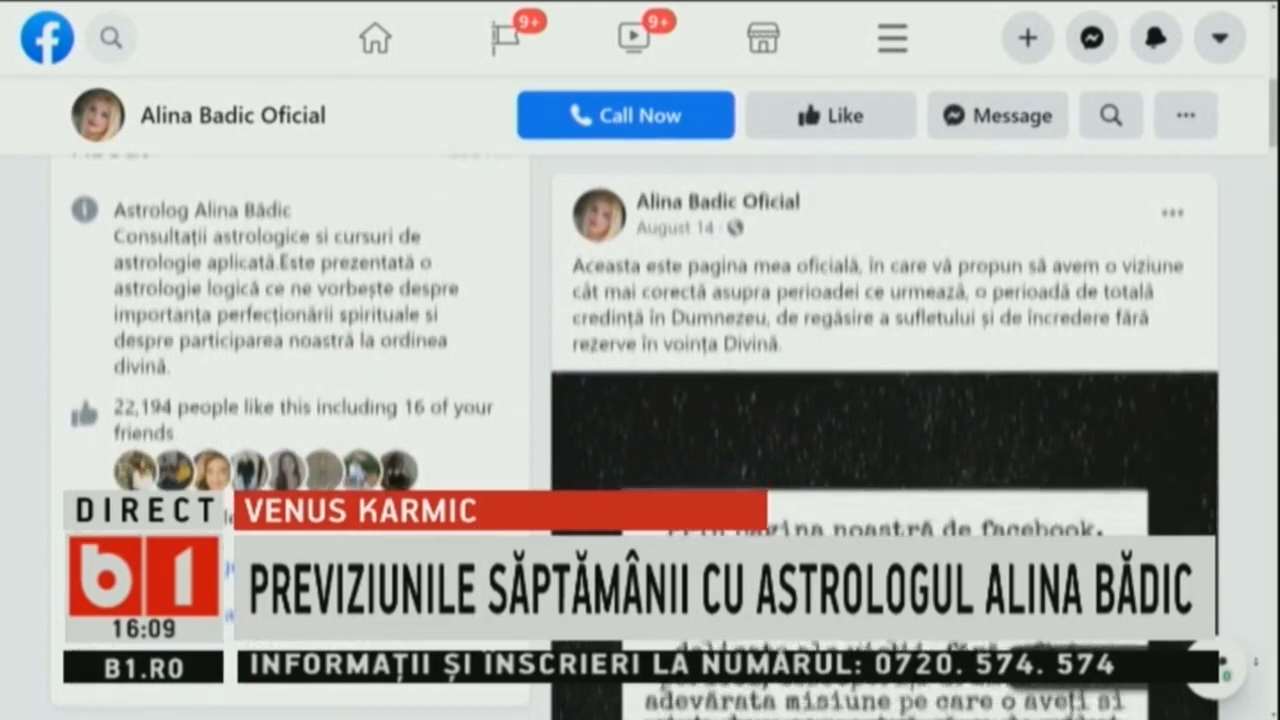 9+
9+
Alina Badic Oficial
Call Now
Like
Message
Astrolog Alina Bădic
Consultații astrologice si cursuri de
astrologie aplicată.Este prezentată o
astrologie logică ce ne vorbește despre
importanța perfecționării spirituale si
despre participarea noastră la ordinea
divină.
22,194 people like this including 16 of your
friends
Alina Badic Oficial
August 14
Aceasta este pagina mea oficială, în care vă propun să avem o viziune
cât mai corectă asupra perioadei ce urmează, o perioadă de totală
credință în Dumnezeu, de regăsire a sufletului și de încredere fără
rezerve în voința Divină.
noastră de facebook,
DIRECT
VENUS KARMIC
b1
PREVIZIUNILE SĂPTĂMÂNII CU ASTROLOGUL ALINA BĂDIC
16:09
B1.RO
INFORMAȚII ȘI ÎNSCRIERI LA NUMĂRUL: 0720. 574. 574
adevărata misiune pe care o aveți si